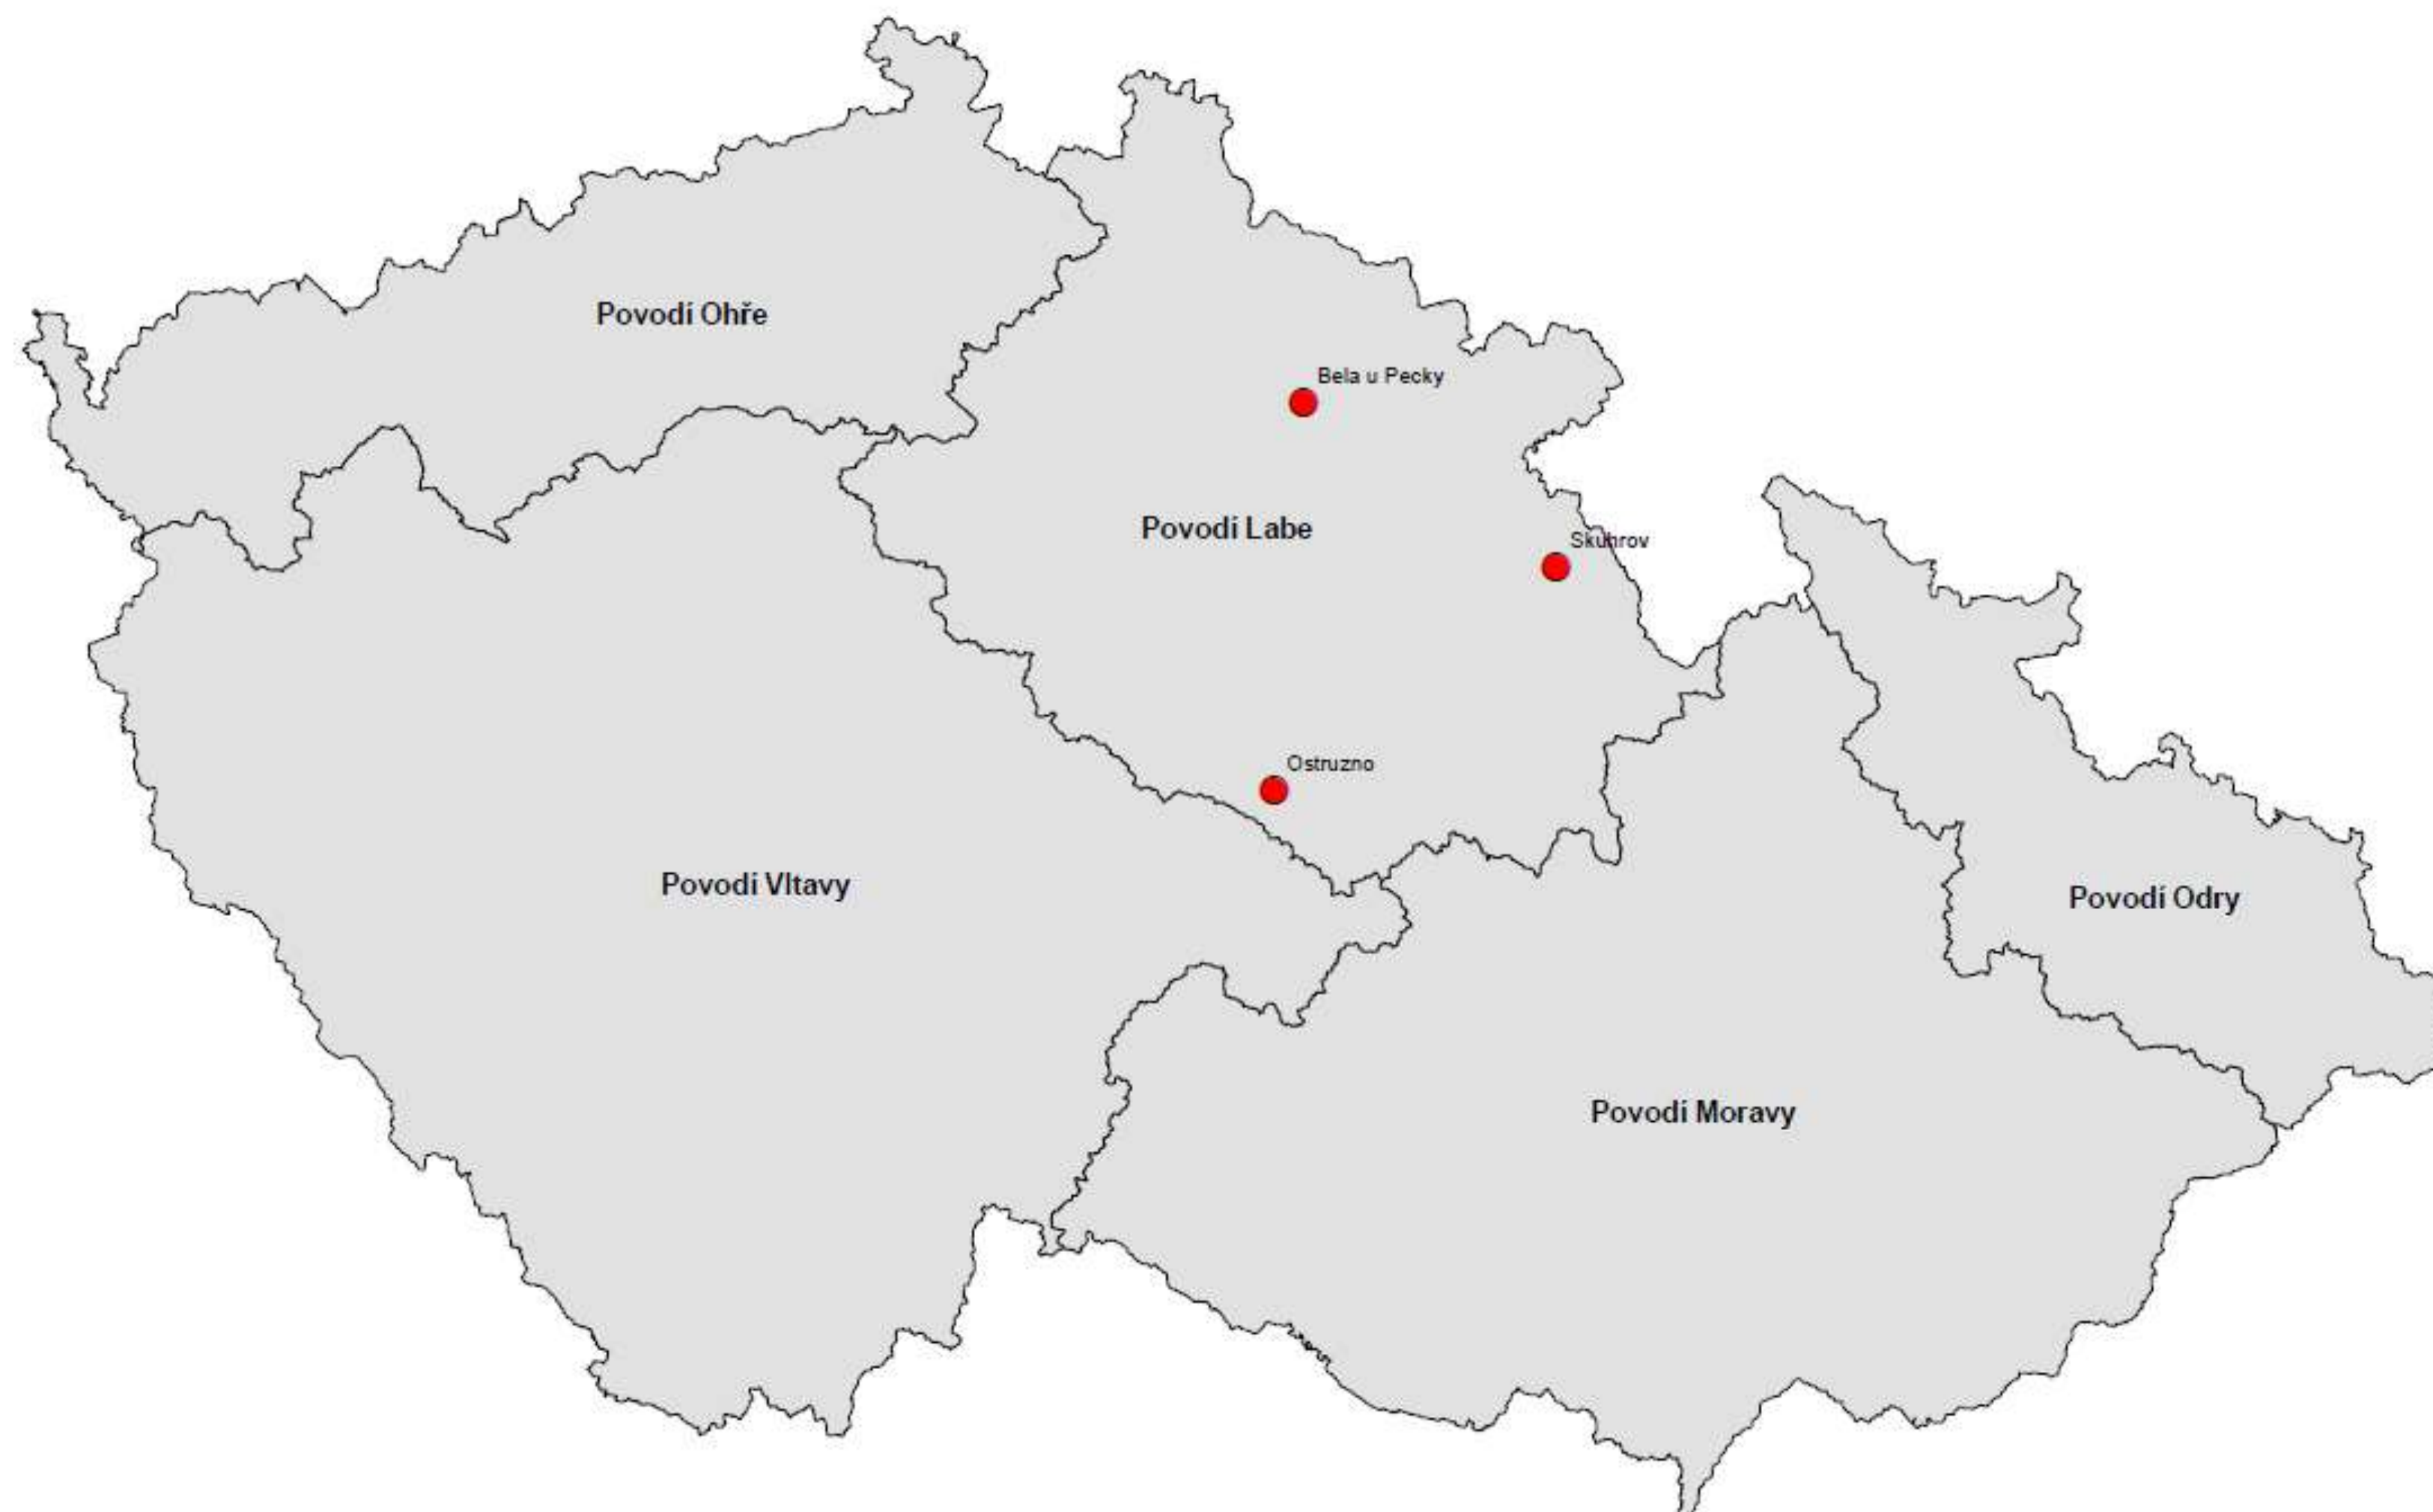 Povodí Ohře
Bela u Pecky
Povodí Labe
Skuhrov
Ostruzno
Povodí Vltavy
Povodí Odry
Povodí Moravy